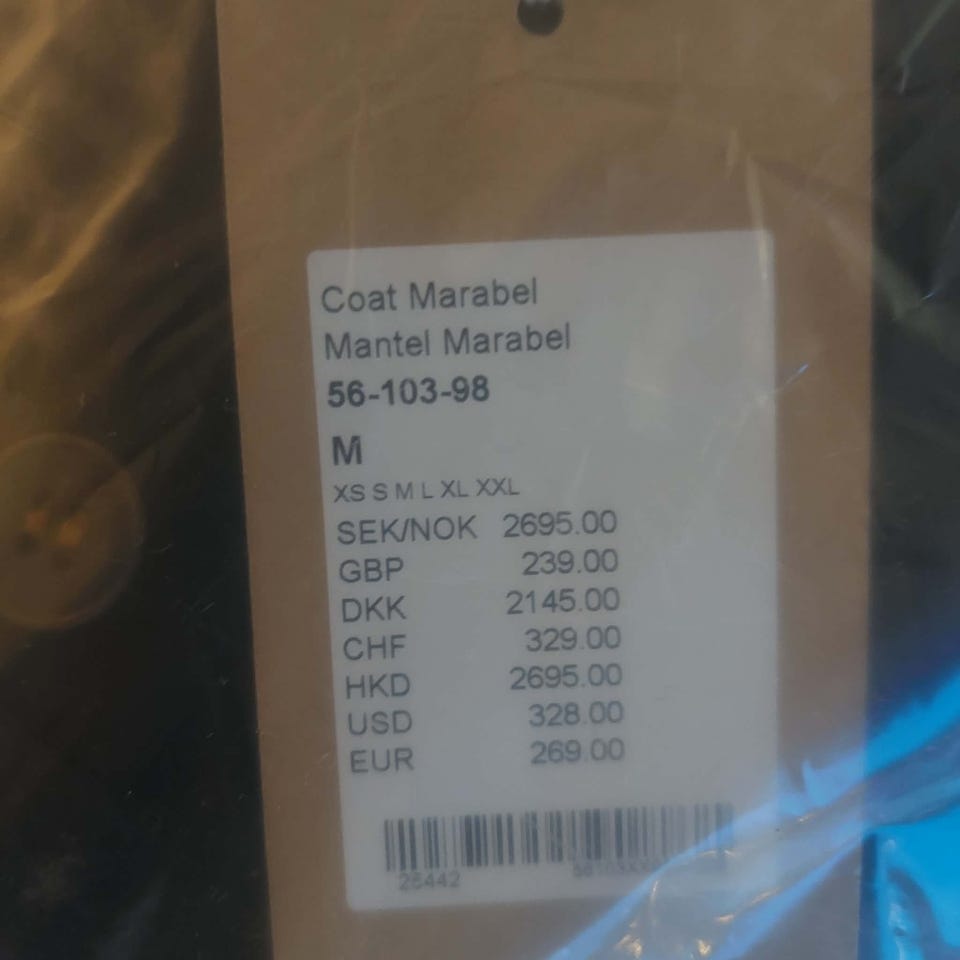 Coat Marabel
Mantel Marabel
56-103-98
M
XS S M L XL XXL
SEK/NOK 2695.00
GBP 239.00
DKK 2145.00
CHF 329.00
HKD 2695.00
USD 328.00
EUR 269.00
26442